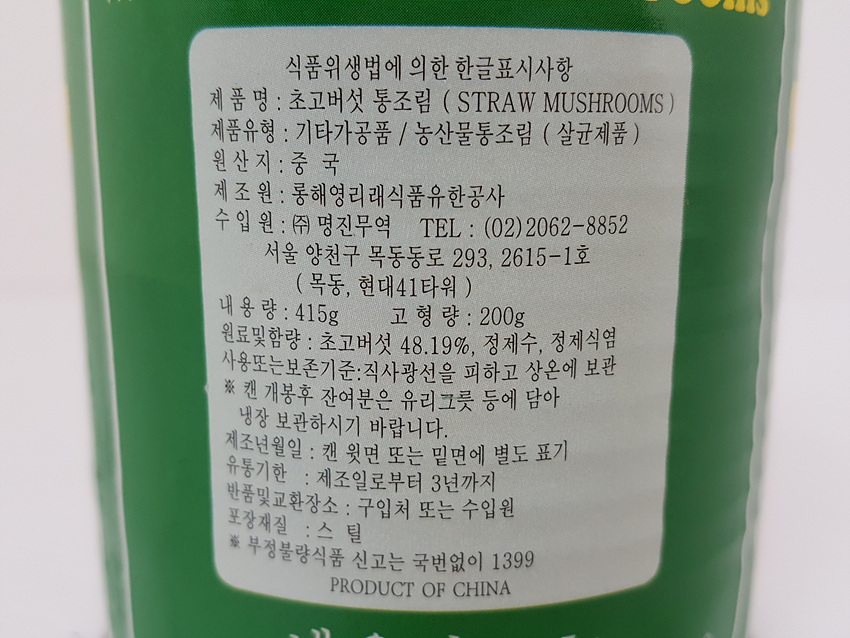 식품위생법에 의한 한글표시사항
제 품 명 : 초고버섯 통조림 ( STRAW MUSHROOMS )
제품유형 : 기타가공품 / 농산물통조림 ( 살균제품 )
원 산 지 : 중 국
제 조 원 : 롱해영리래식품유한공사
수 입 원 : ㈜ 명진무역 TEL : (02)2062-8852
서울 양천구 목동동로 293, 2615-1호
( 목동, 현대41타워 )
내 용 량 : 415g 고 형 량 : 200g
원료및함량 : 초고버섯 48.19%, 정제수, 정제식염
사용또는보존기준:직사광선을 피하고 상온에 보관
※ 캔 개봉후 잔여분은 유리그릇 등에 담아
냉장 보관하시기 바랍니다.
제조년월일 : 캔 윗면 또는 밑면에 별도 표기
유통기한 : 제조일로부터 3년까지
반품및교환장소 : 구입처 또는 수입원
포장재질 : 스 틸
※ 부정불량식품 신고는 국번없이 1399
PRODUCT OF CHINA